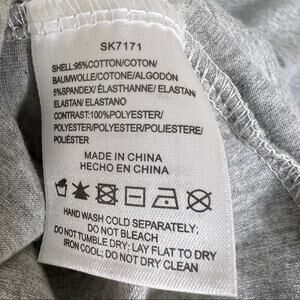 SK7171
SHELL:95%COTTON/COTON/
BAUMWOLLE/COTONE/ALGODÓN
5%SPANDEX/ÉLASTHANNE/ELASTAN/
ELASTAN/ELASTANO
CONTRAST:100%POLYESTER/
POLYESTER/POLYESTER/POLIESTERE/
POLIÉSTER
MADE IN CHINA
HECHO EN CHINA
HAND WASH COLD SEPARATELY;
DO NOT BLEACH
DO NOT TUMBLE DRY; LAY FLAT TO DRY
IRON COOL; DO NOT DRY CLEAN